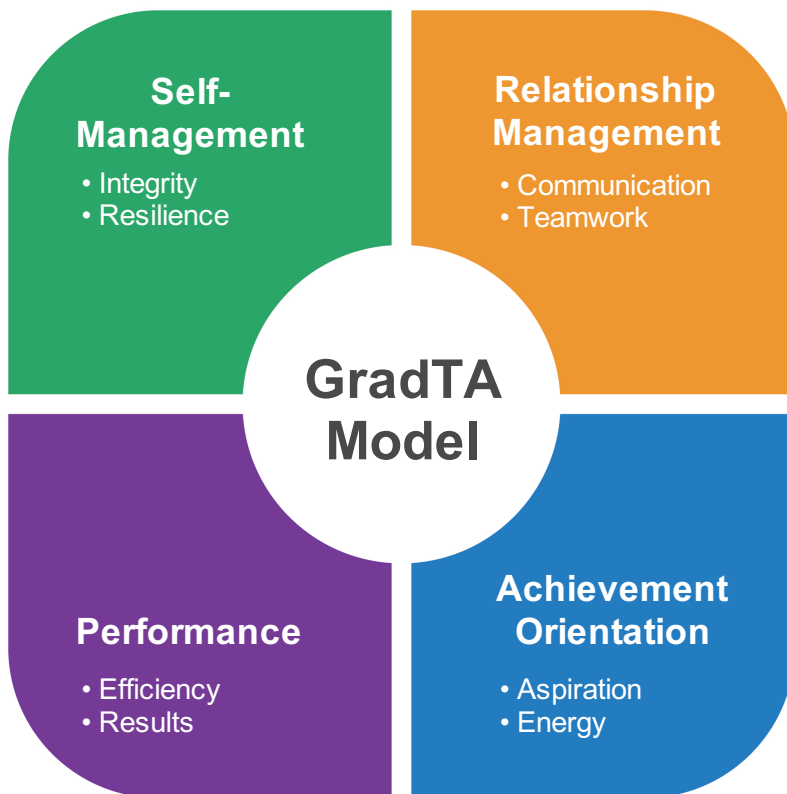 Self-
Management
• Integrity
• Resilience
Relationship
Management
• Communication
• Teamwork
GradTA
Model
Performance
• Efficiency
• Results
Achievement
Orientation
• Aspiration
• Energy